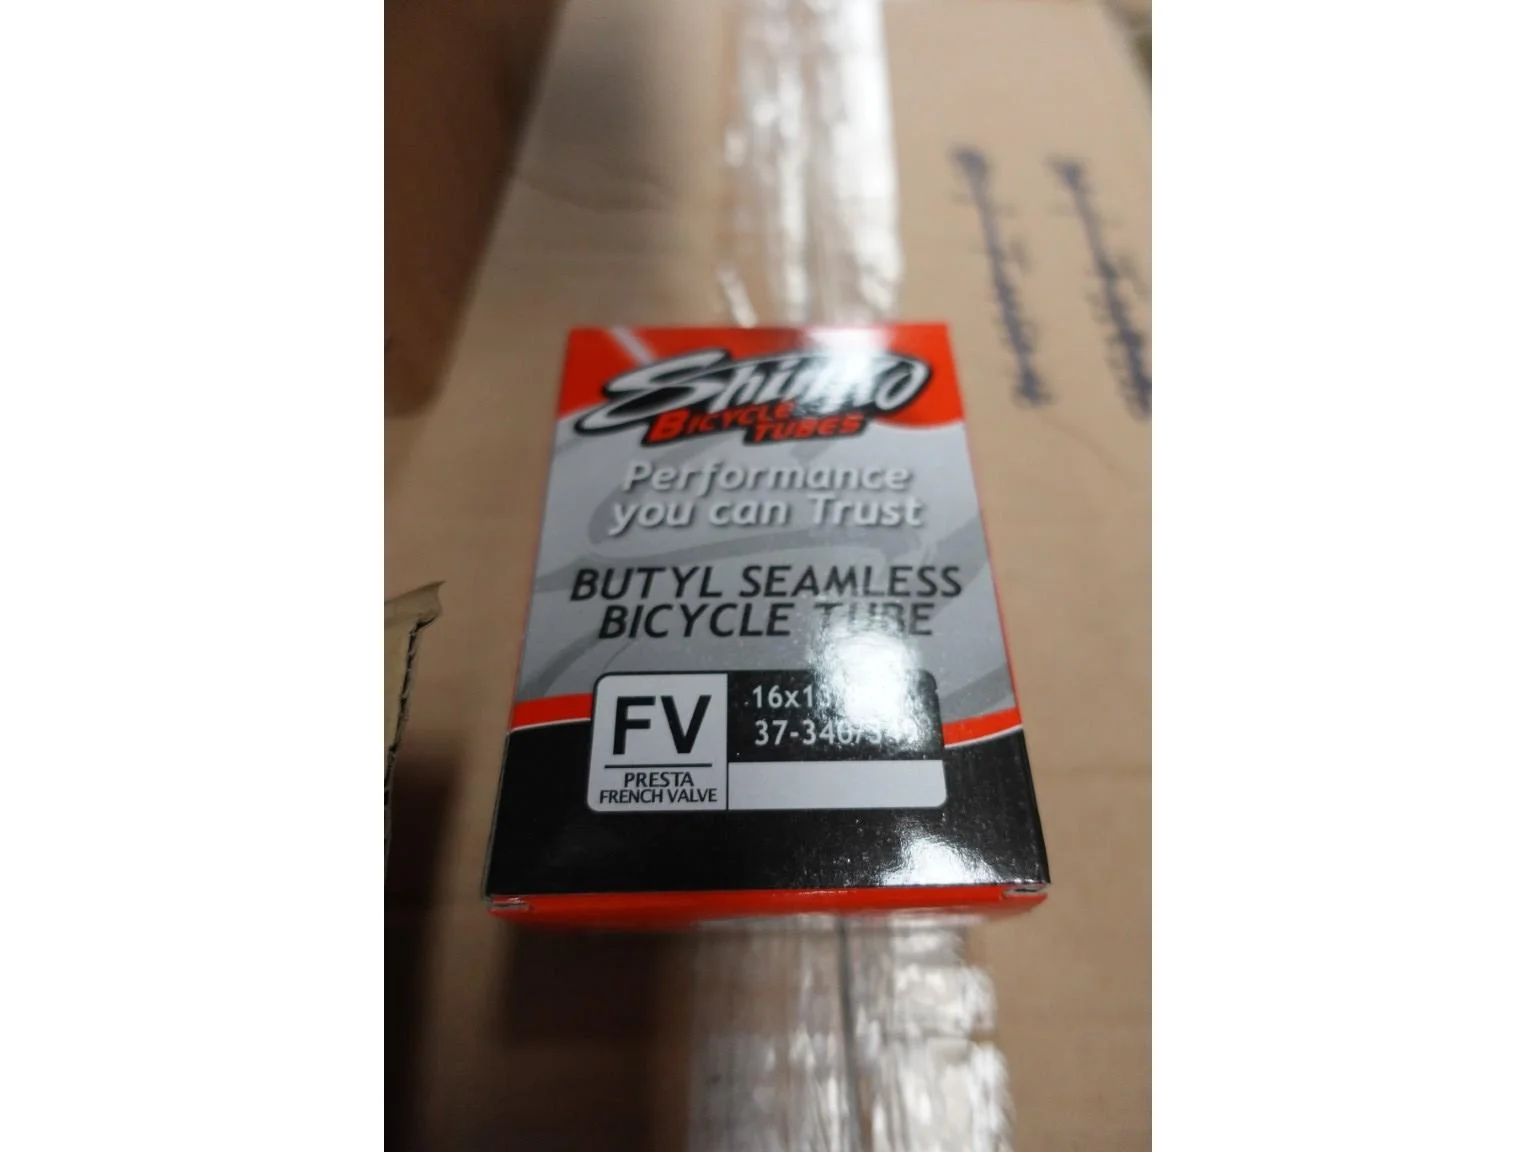 Shinko
BICYCLE
TUBES
Performance
you can Trust
BUTYL SEAMLESS
BICYCLE TUBE
FV
PRESTA
FRENCH VALVE